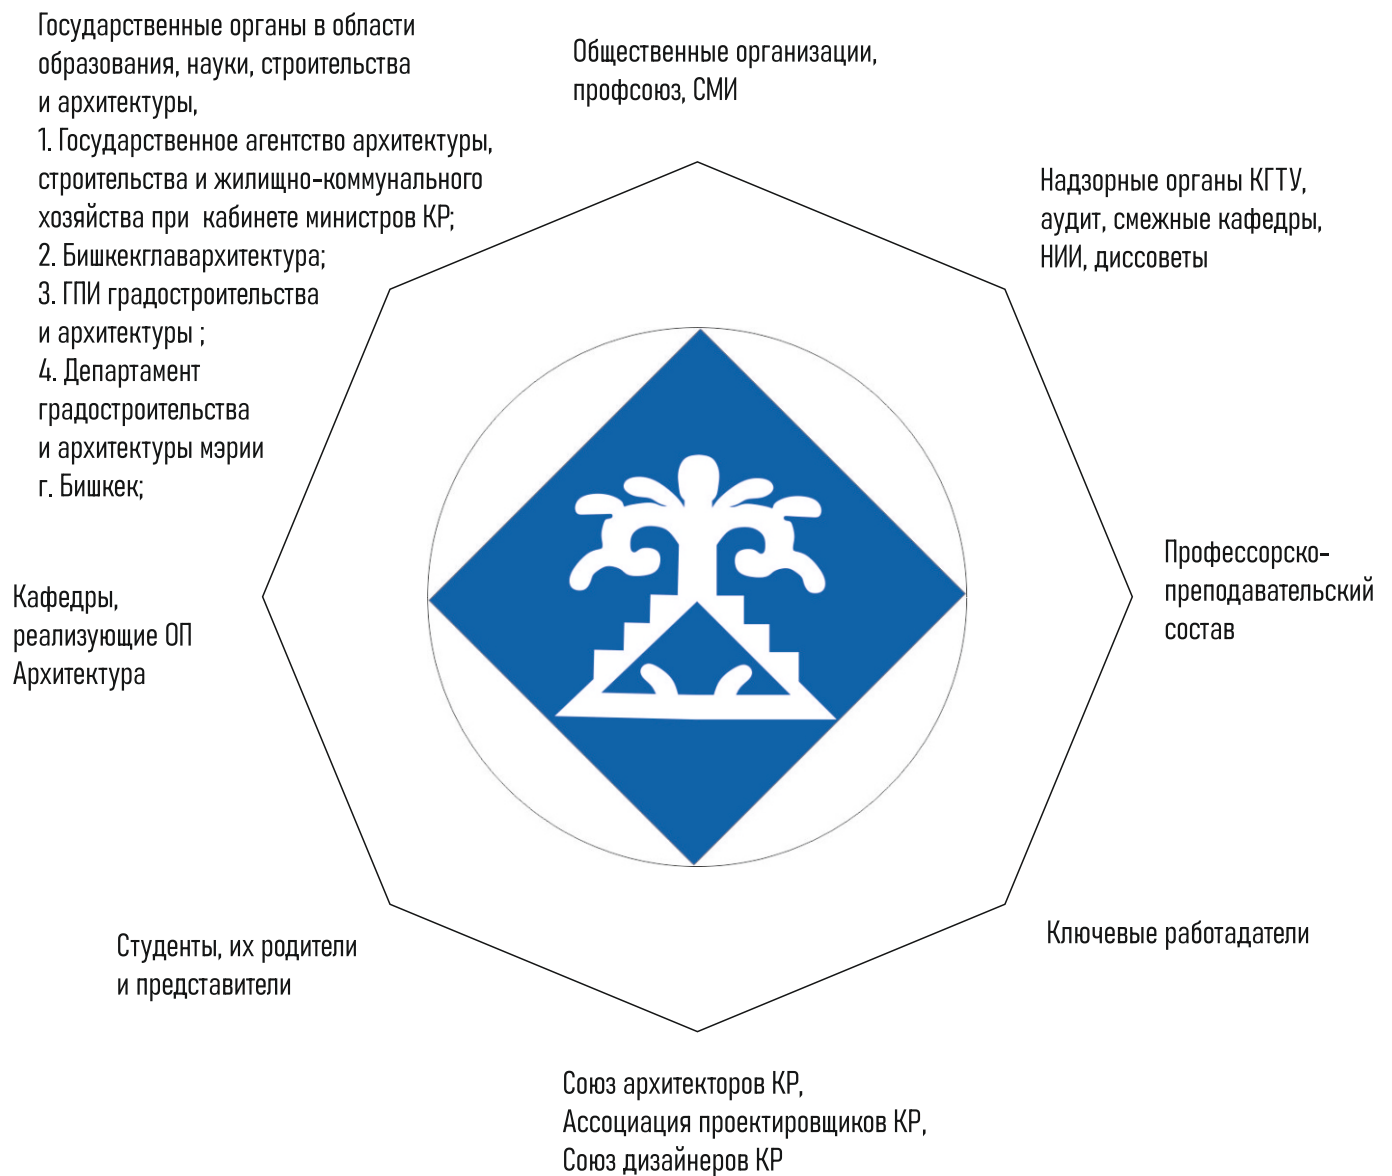 Государственные органы в области
образования, науки, строительства
и архитектуры,
1. Государственное агентство архитектуры,
строительства и жилищно-коммунального
хозяйства при кабинете министров КР;
2. Бишкекглавархитектура;
3. ГПИ градостроительства
и архитектуры ;
4. Департамент
градостроительства
и архитектуры мэрии
г. Бишкек;
Общественные организации,
профсоюз, СМИ
Надзорные органы КГТУ,
аудит, смежные кафедры,
НИИ, диссоветы
Профессорско-
преподавательский
состав
Ключевые работадатели
Союз архитекторов КР,
Ассоциация проектировщиков КР,
Союз дизайнеров КР
Студенты, их родители
и представители
Кафедры,
реализующие ОП
Архитектура